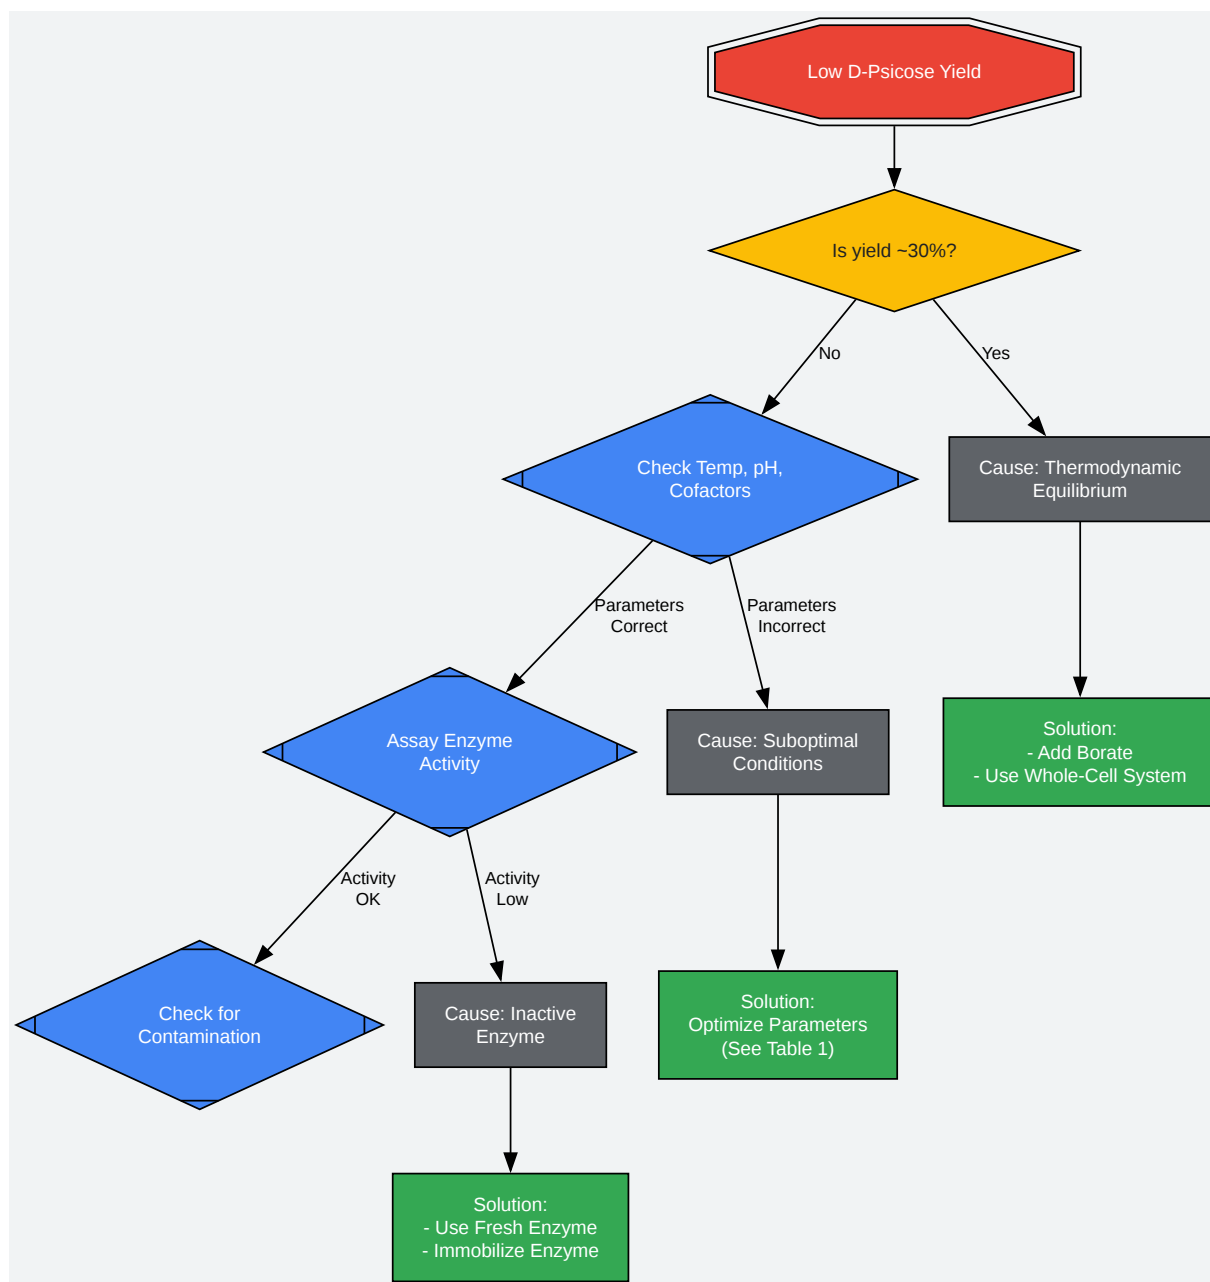 Low D-Psicose Yield
Is yield ~30%?
No
Yes
Check Temp, pH,
Cofactors
Cause: Thermodynamic
Equilibrium
Parameters
Correct
Parameters
Incorrect
Assay Enzyme
Activity
Cause: Suboptimal
Conditions
Solution:
- Add Borate
- Use Whole-Cell System
Activity
OK
Activity
Low
Check for
Contamination
Cause: Inactive
Enzyme
Solution:
Optimize Parameters
(See Table 1)
Solution:
- Use Fresh Enzyme
- Immobilize Enzyme